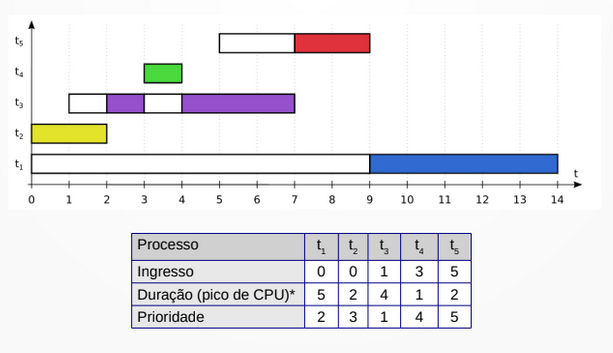 t5
t4
t3
t2
t1
t
0 1 2 3 4 5 6 7 8 9 10 11 12 13 14
Processo t1 t2 t3 t4 t5
Ingresso 0 0 1 3 5
Duração (pico de CPU)* 5 2 4 1 2
Prioridade 2 3 1 4 5